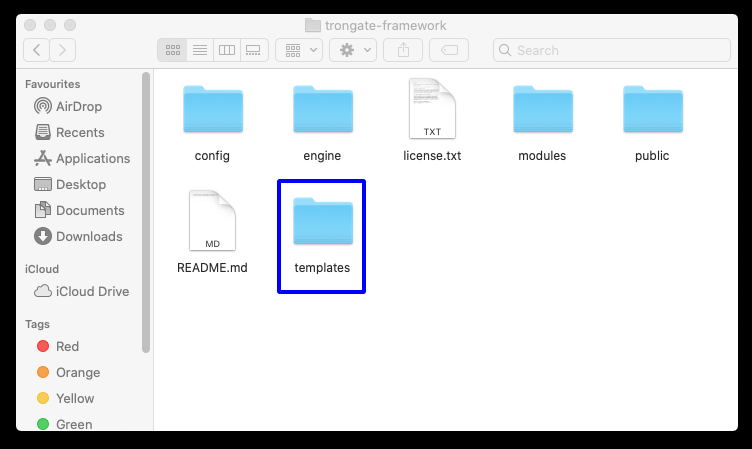 trongate-framework
Search
Favourites
AirDrop
Recents
Applications
Desktop
Documents
Downloads
iCloud
iCloud Drive
Tags
Red
Orange
Yellow
Green
config
engine
TXT
license.txt
modules
public
MD
README.md
templates